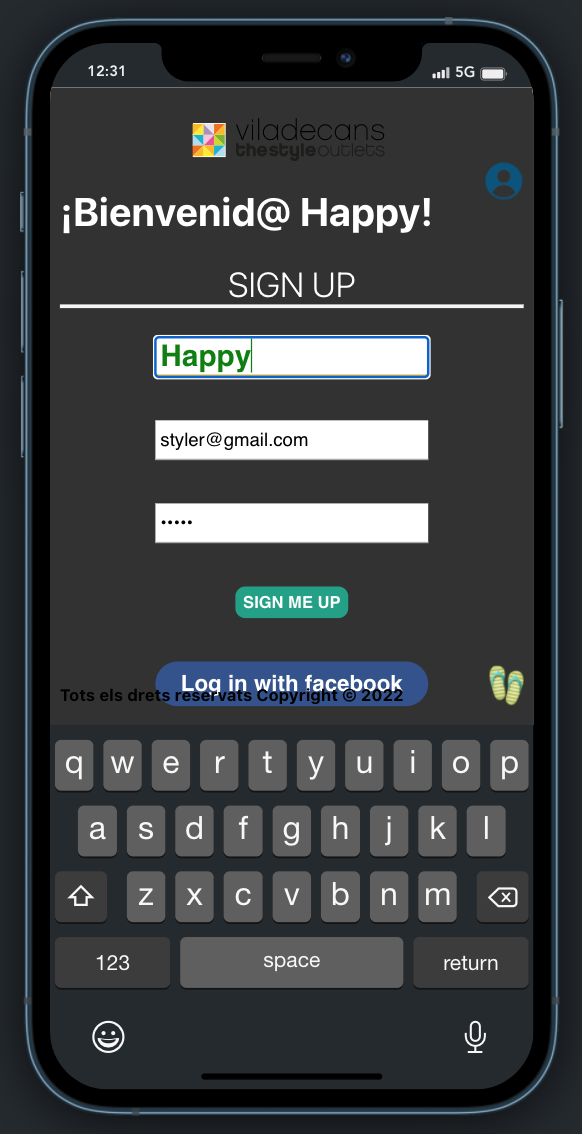 12:31
5G
viladecans
thestyleoutlets
¡Bienvenid@ Happy!
SIGN UP
Happy
styler@gmail.com
•••••
SIGN ME UP
Log in with facebook
Tots els drets reservats Copyright © 2022
q w e r t y u i o p
a s d f g h j k l
z x c v b n m
123 space return